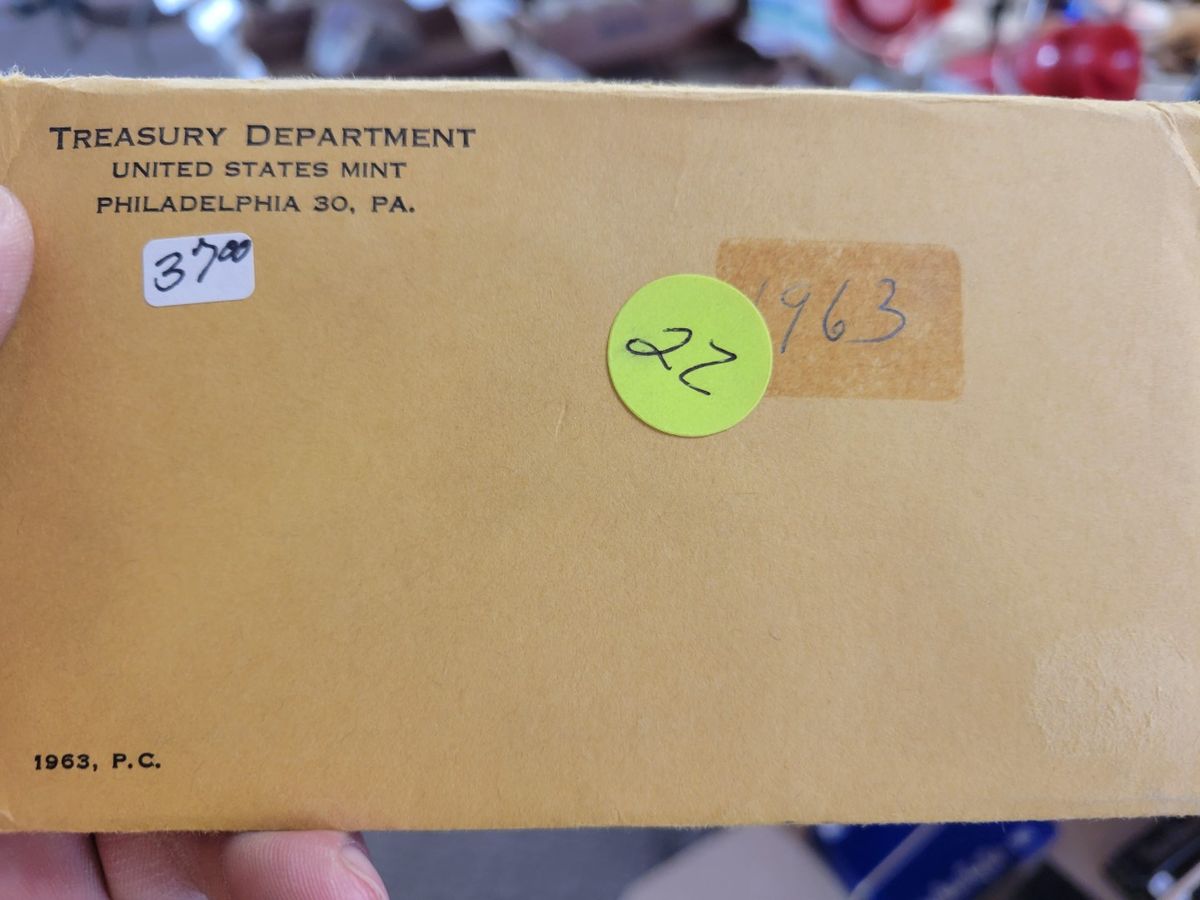 TREASURY DEPARTMENT
UNITED STATES MINT
PHILADELPHIA 30, PA.
3700
1963
22
1963, P.C.